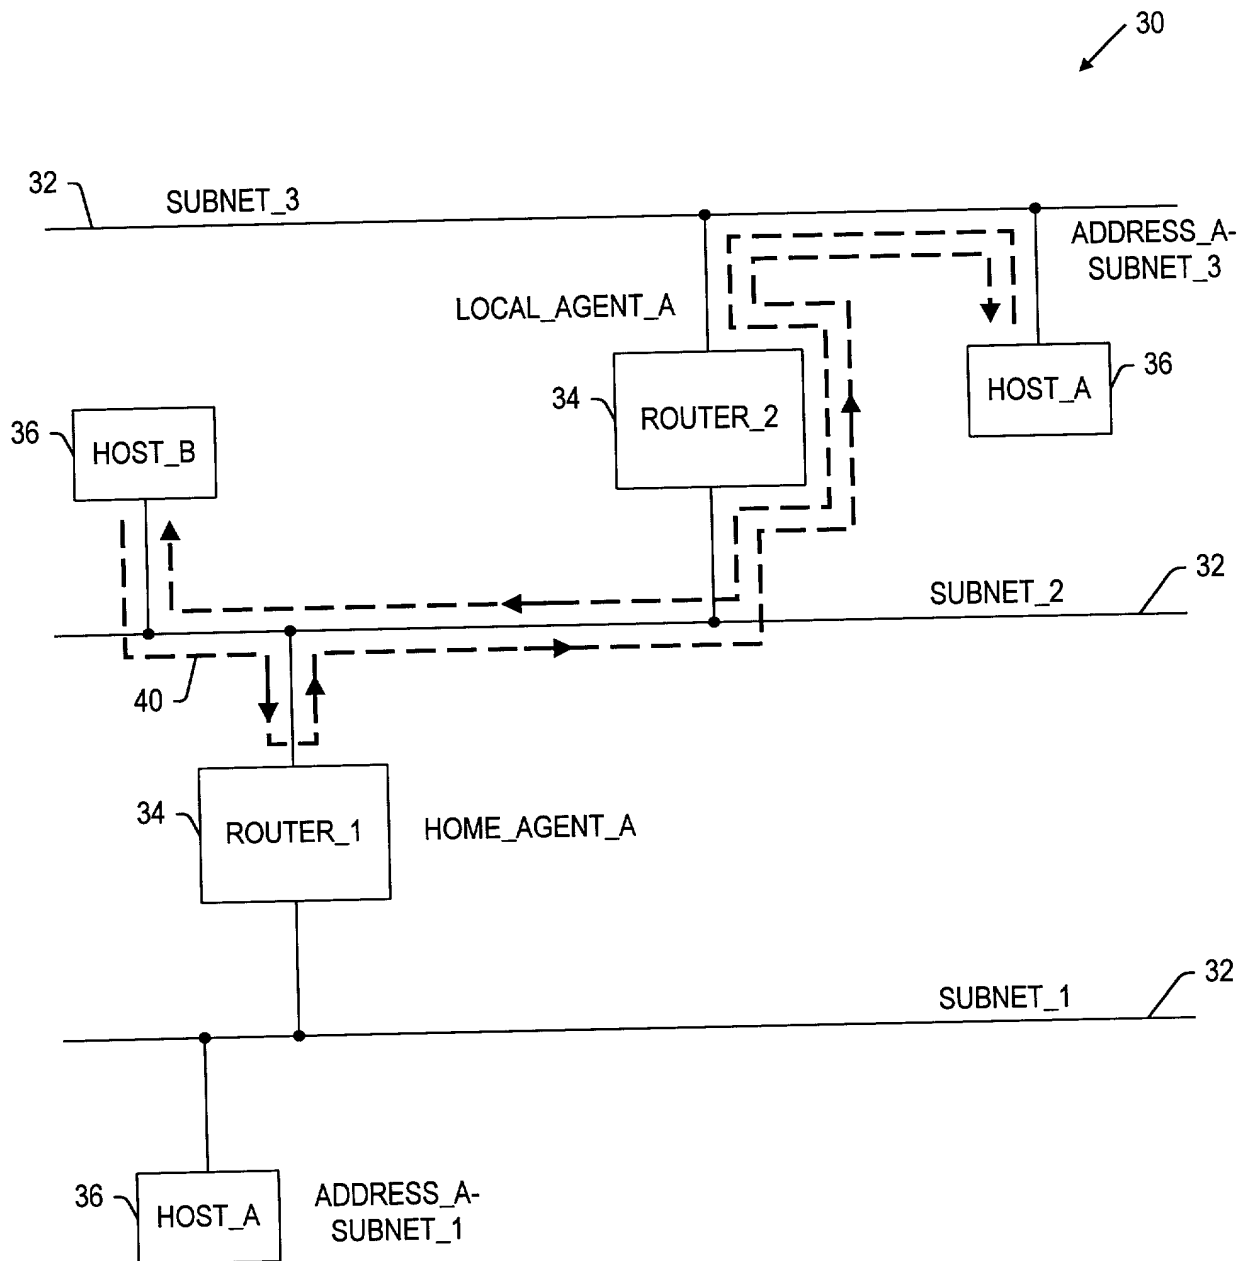 30
32
SUBNET_3
ADDRESS_A-
SUBNET_3
LOCAL_AGENT_A
36
HOST_A
34
ROUTER_2
36
HOST_B
32
SUBNET_2
40
34
ROUTER_1
HOME_AGENT_A
32
SUBNET_1
36
HOST_A
ADDRESS_A-
SUBNET_1